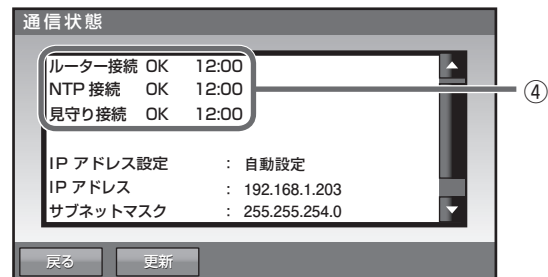 通信状態
ルーター接続 OK 12:00
NTP 接続 OK 12:00
見守り接続 OK 12:00
④
IP アドレス設定 : 自動設定
IP アドレス : 192.168.1.203
サブネットマスク : 255.255.254.0
戻る 更新